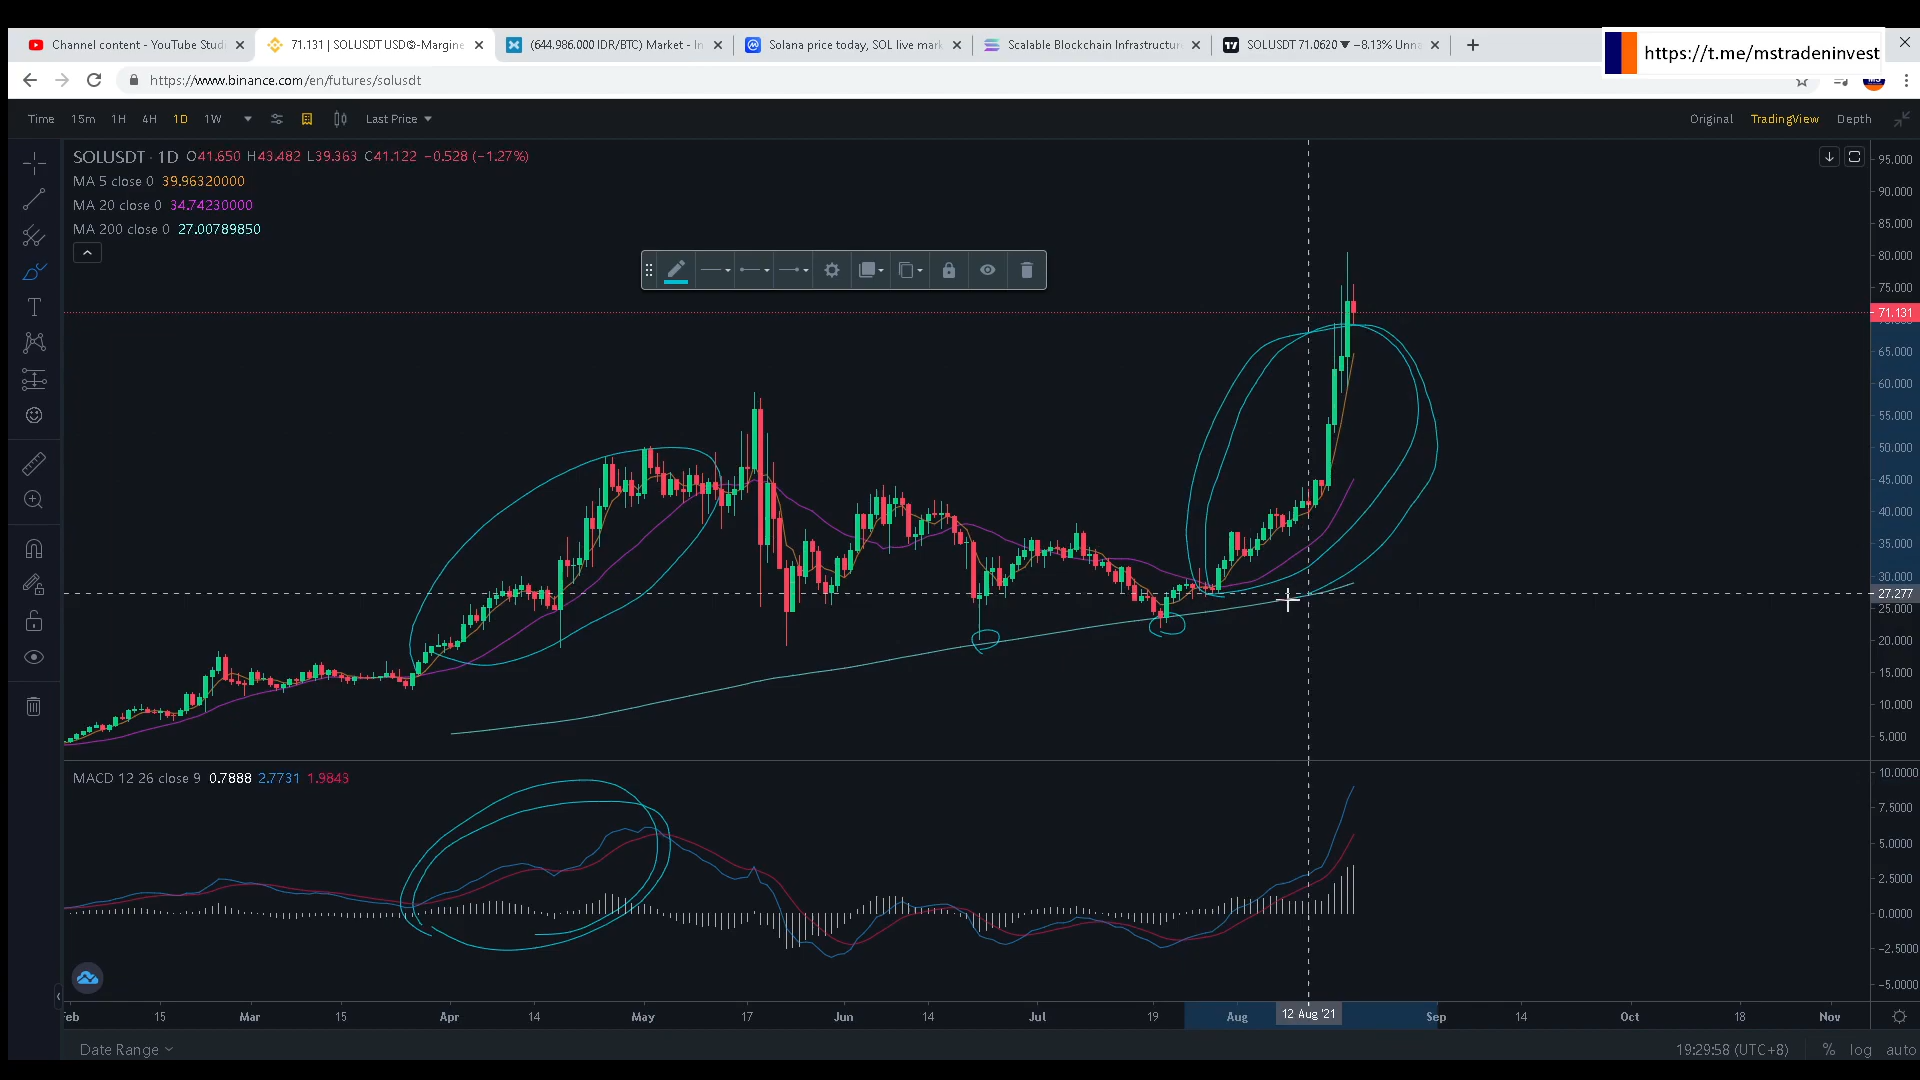 Channel content - YouTube Stud
71.131 | SOLUSDT USDⓈ-Margine
(644.986.000 IDR/BTC) Market - In
Solana price today, SOL live mark
Scalable Blockchain Infrastructur
SOLUSDT 71.0620 ▼ −8.13% Unna
https://t.me/mstradeninvest
https://www.binance.com/en/futures/solusdt
Time 15m 1H 4H 1D 1W Last Price Original TradingView Depth
SOLUSDT · 1D O41.650 H43.482 L39.363 C41.122 −0.528 (−1.27%)
MA 5 close 0 39.96320000
MA 20 close 0 34.74230000
MA 200 close 0 27.00789850
95.000
90.000
85.000
80.000
75.000
71.131
65.000
60.000
55.000
50.000
45.000
40.000
35.000
30.000
27.277
25.000
20.000
15.000
10.000
5.000
MACD 12 26 close 9 0.7888 2.7731 1.9843
10.0000
7.5000
5.0000
2.5000
0.0000
−2.5000
−5.0000
Feb 15 Mar 15 Apr 14 May 17 Jun 14 Jul 19 Aug 12 Aug '21 Sep 14 Oct 18 Nov
Date Range 19:29:58 (UTC+8) % log auto